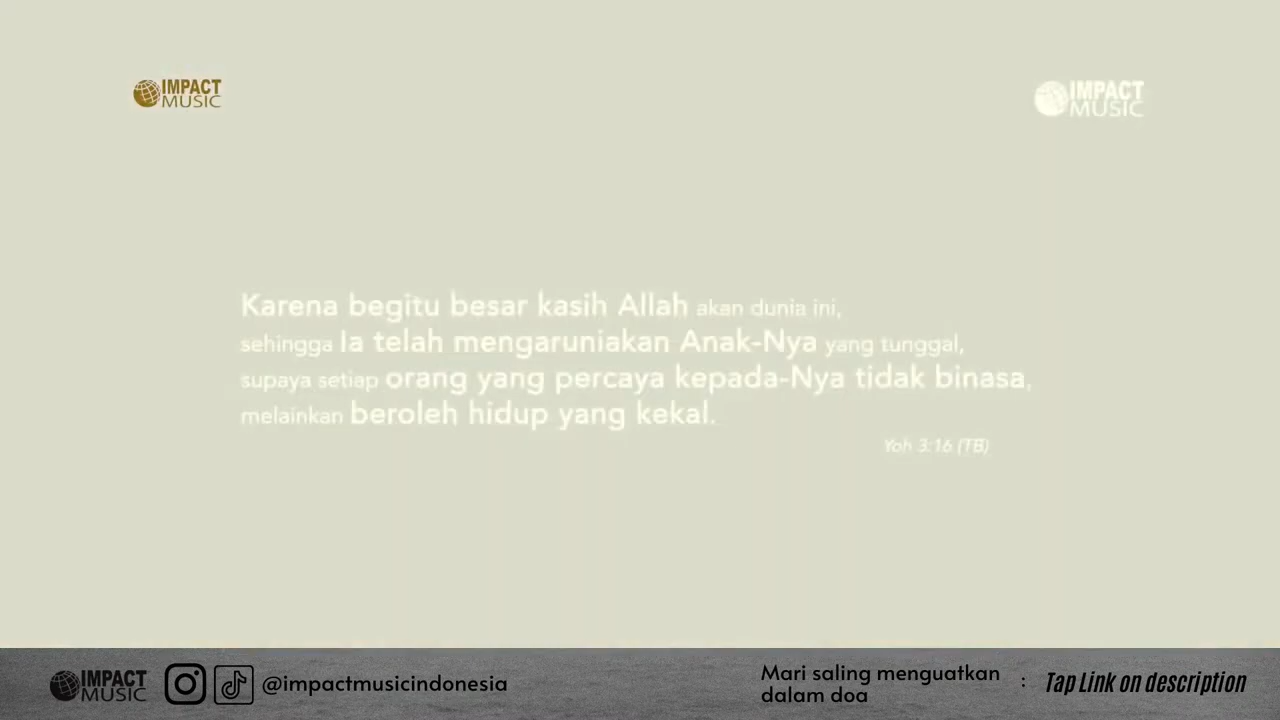 IMPACT
MUSIC
IMPACT
MUSIC
Karena begitu besar kasih Allah akan dunia ini,
sehingga Ia telah mengaruniakan Anak-Nya yang tunggal,
supaya setiap orang yang percaya kepada-Nya tidak binasa,
melainkan beroleh hidup yang kekal.
Yoh 3:16 (TB)
IMPACT
MUSIC
@impactmusicindonesia
Mari saling menguatkan
dalam doa
: Tap Link on description